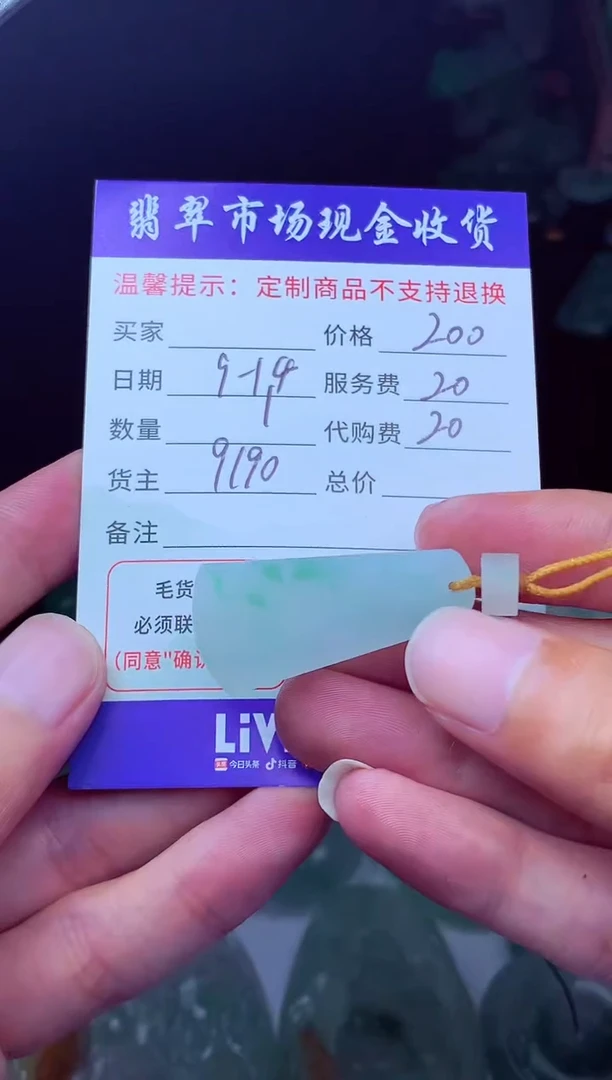 翡翠市场现金收货
温馨提示：定制商品不支持退换
买家 价格 200
日期 9-19 服务费 20
数量 1 代购费 20
货主 9190 总价
备注
毛货
必须联
(同意"确认
LiV
今日头条 抖音